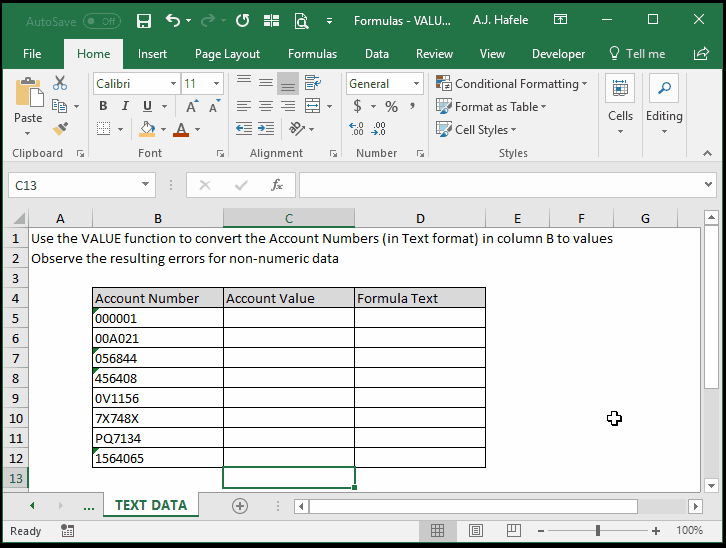 AutoSave Off Formulas - VALU... A.J. Hafele
File Home Insert Page Layout Formulas Data Review View Developer Tell me
Paste
Calibri 11
B I U A A
A
General
$ % ,
Conditional Formatting
Format as Table
Cell Styles
Cells
Editing
Clipboard Font Alignment Number Styles
C13 fx
A B C D E F G
1 Use the VALUE function to convert the Account Numbers (in Text format) in column B to values
2 Observe the resulting errors for non-numeric data
3
4 Account Number Account Value Formula Text
5 000001
6 00A021
7 056844
8 456408
9 0V1156
10 7X748X
11 PQ7134
12 1564065
13
... TEXT DATA
Ready 100%